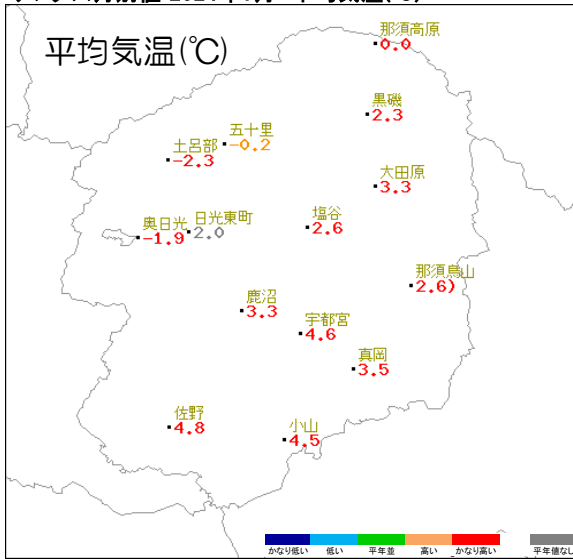 平均気温(℃)
那須高原
0.0
黒磯
2.3
五十里
-0.2
土呂部
-2.3
大田原
3.3
塩谷
2.6
日光東町
2.0
奥日光
-1.9
那須烏山
2.6)
鹿沼
3.3
宇都宮
4.6
真岡
3.5
佐野
4.8
小山
4.5
かなり低い 低い 平年並 高い かなり高い 平年値なし